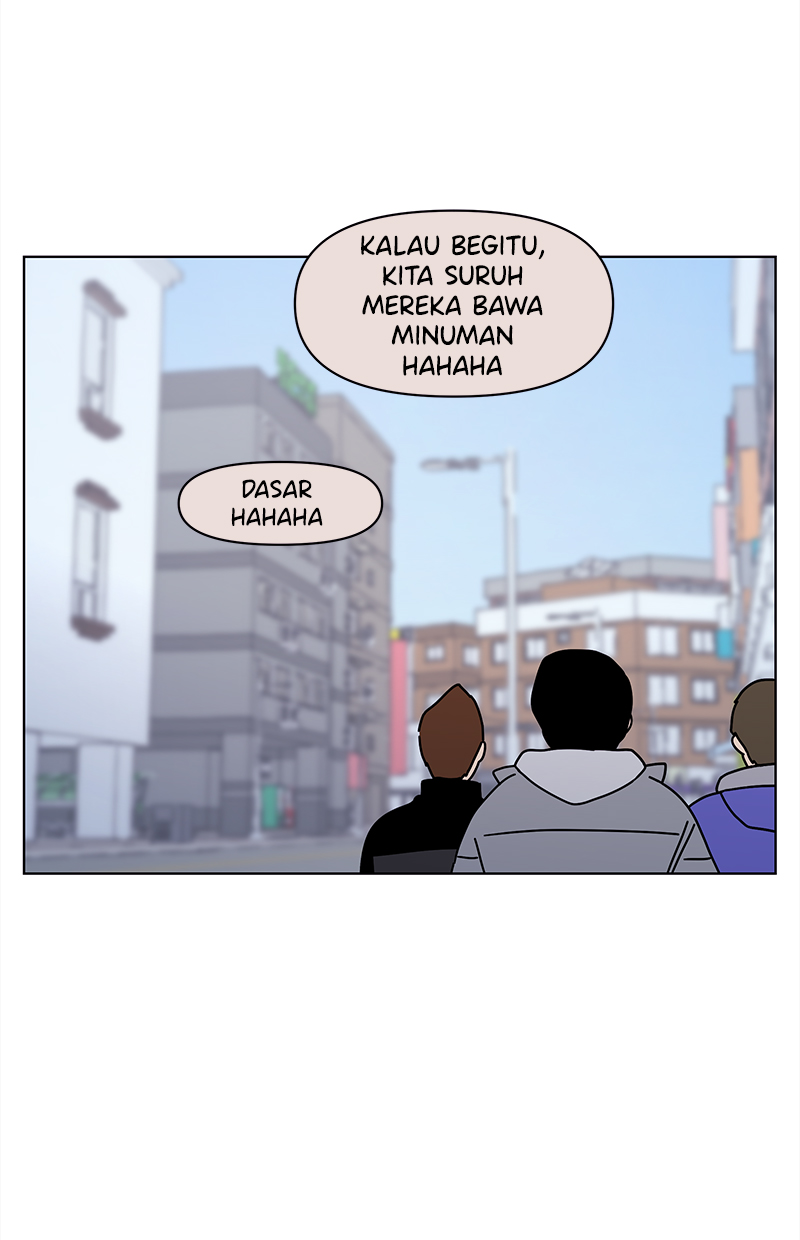 KALAU BEGITU,
KITA SURUH
MEREKA BAWA
MINUMAN
HAHAHA
DASAR
HAHAHA